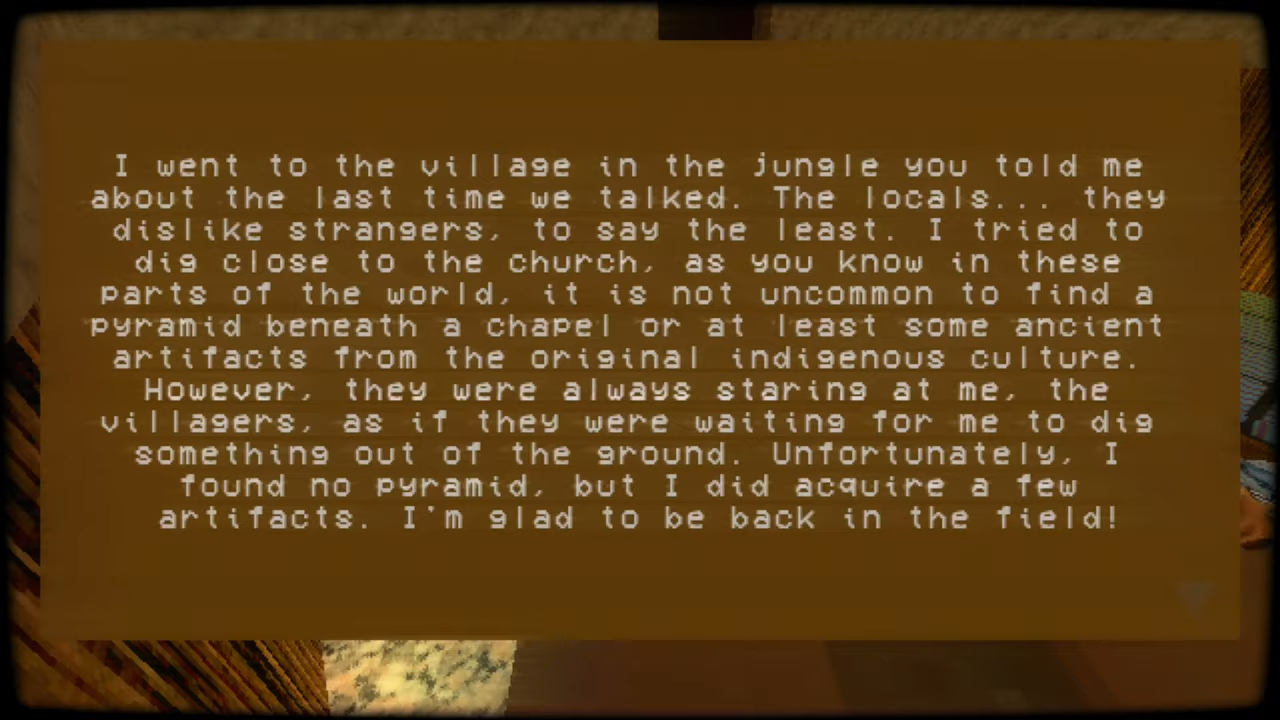 I went to the village in the jungle you told me
about the last time we talked. The locals... they
dislike strangers, to say the least. I tried to
dig close to the church, as you know in these
parts of the world, it is not uncommon to find a
pyramid beneath a chapel or at least some ancient
artifacts from the original indigenous culture.
However, they were always staring at me, the
villagers, as if they were waiting for me to dig
something out of the ground. Unfortunately, I
found no pyramid, but I did acquire a few
artifacts. I'm glad to be back in the field!